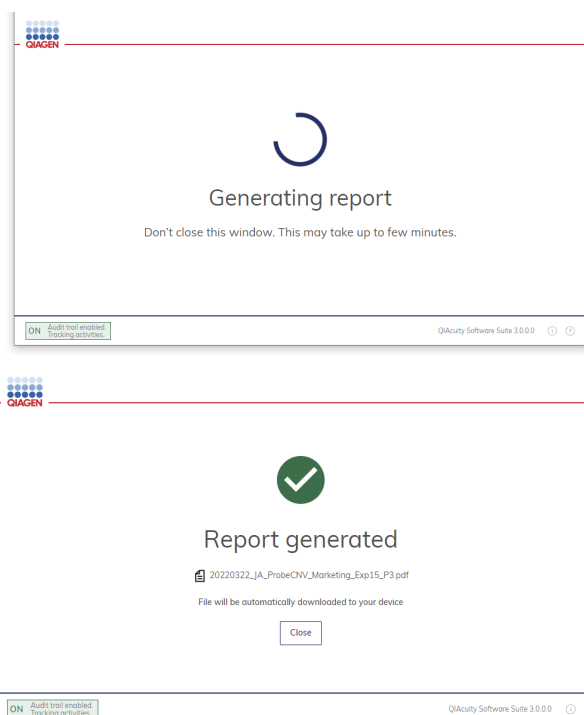 QIAGEN
Generating report
Don't close this window. This may take up to few minutes.
ON Audit trail enabled.
Tracking activities.
QIAcuity Software Suite 3.0.0.0
QIAGEN
Report generated
20220322_JA_ProbeCNV_Marketing_Exp15_P3.pdf
File will be automatically downloaded to your device
Close
ON Audit trail enabled.
Tracking activities.
QIAcuity Software Suite 3.0.0.0